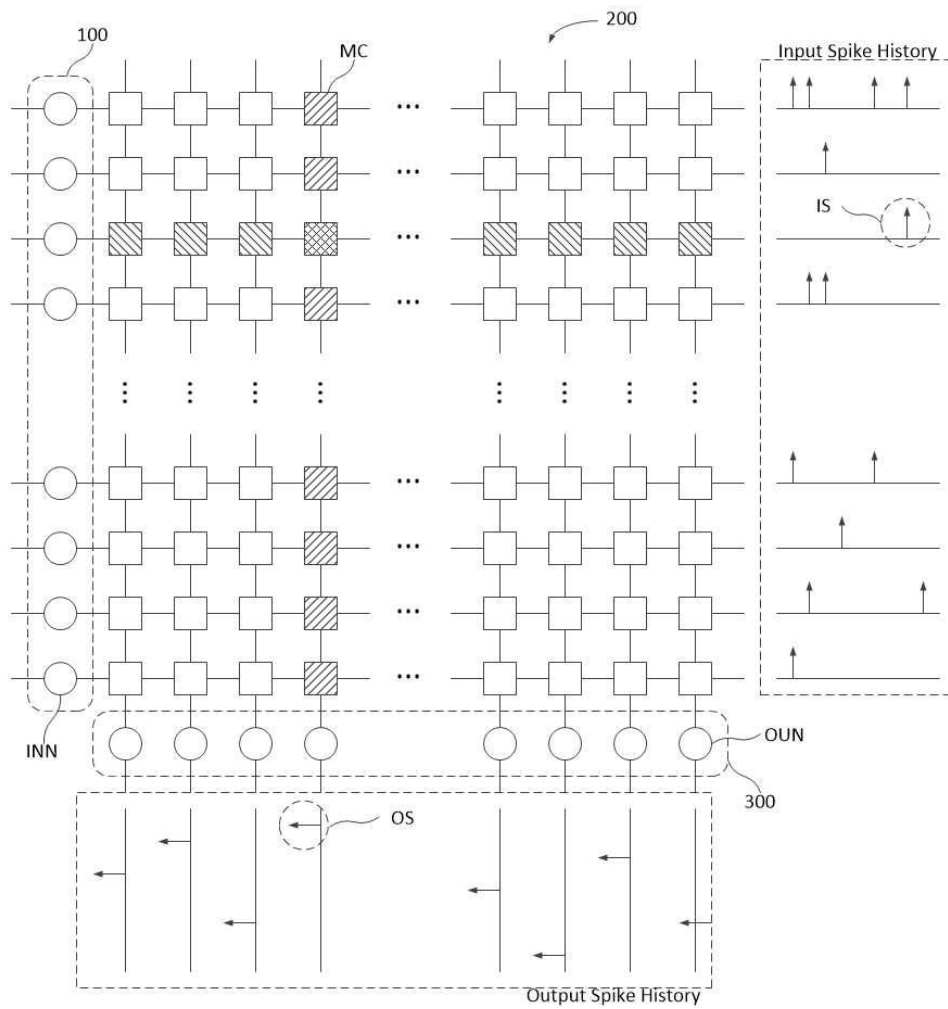 200
100
MC
Input Spike History
IS
INN
OUN
300
OS
Output Spike History